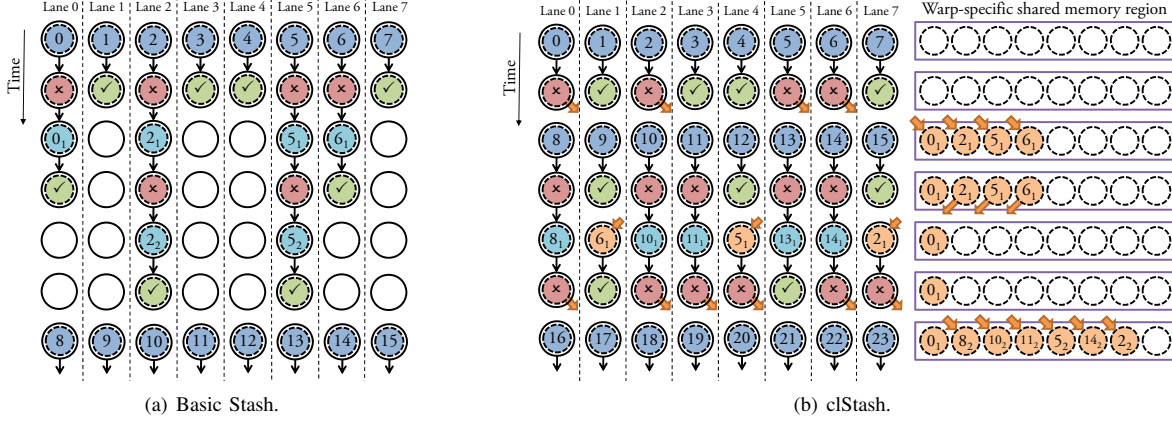 Lane 0 Lane 1 Lane 2 Lane 3 Lane 4 Lane 5 Lane 6 Lane 7
Time
0 1 2 3 4 5 6 7
× ✓ × ✓ ✓ × × ✓
0₁ 2₁ 5₁ 6₁
✓ × × ✓
2₂ 5₂
✓ ✓
8 9 10 11 12 13 14 15
(a) Basic Stash.
Lane 0 Lane 1 Lane 2 Lane 3 Lane 4 Lane 5 Lane 6 Lane 7 Warp-specific shared memory region
Time
0 1 2 3 4 5 6 7
× ✓ × ✓ ✓ × × ✓
8 9 10 11 12 13 14 15 0₁ 2₁ 5₁ 6₁
× ✓ × × ✓ × × ✓ 0₁ 2₁ 5₁ 6₁
8₁ 6₁ 10₁ 11₁ 5₁ 13₁ 14₁ 2₁ 0₁
× ✓ × × × ✓ × × 0₁
16 17 18 19 20 21 22 23 0₁ 8₂ 10₂ 11₂ 5₂ 14₂ 2₂
(b) clStash.